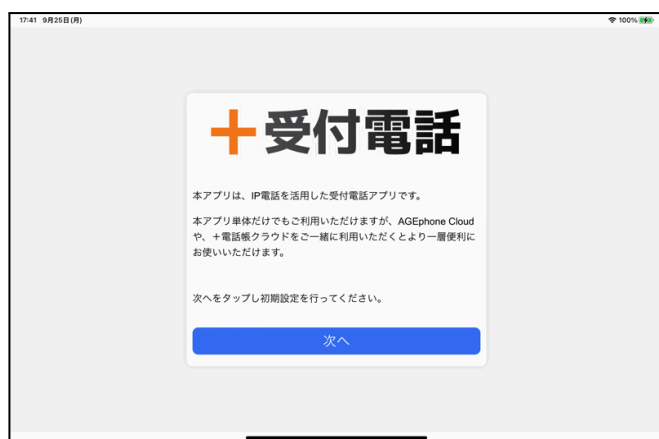 17:41 9月25日(月)
100%
＋受付電話
本アプリは、IP電話を活用した受付電話アプリです。
本アプリ単体だけでもご利用いただけますが、AGEphone Cloud
や、＋電話帳クラウドをご一緒に利用いただくとより一層便利に
お使いいただけます。
次へをタップし初期設定を行ってください。
次へ